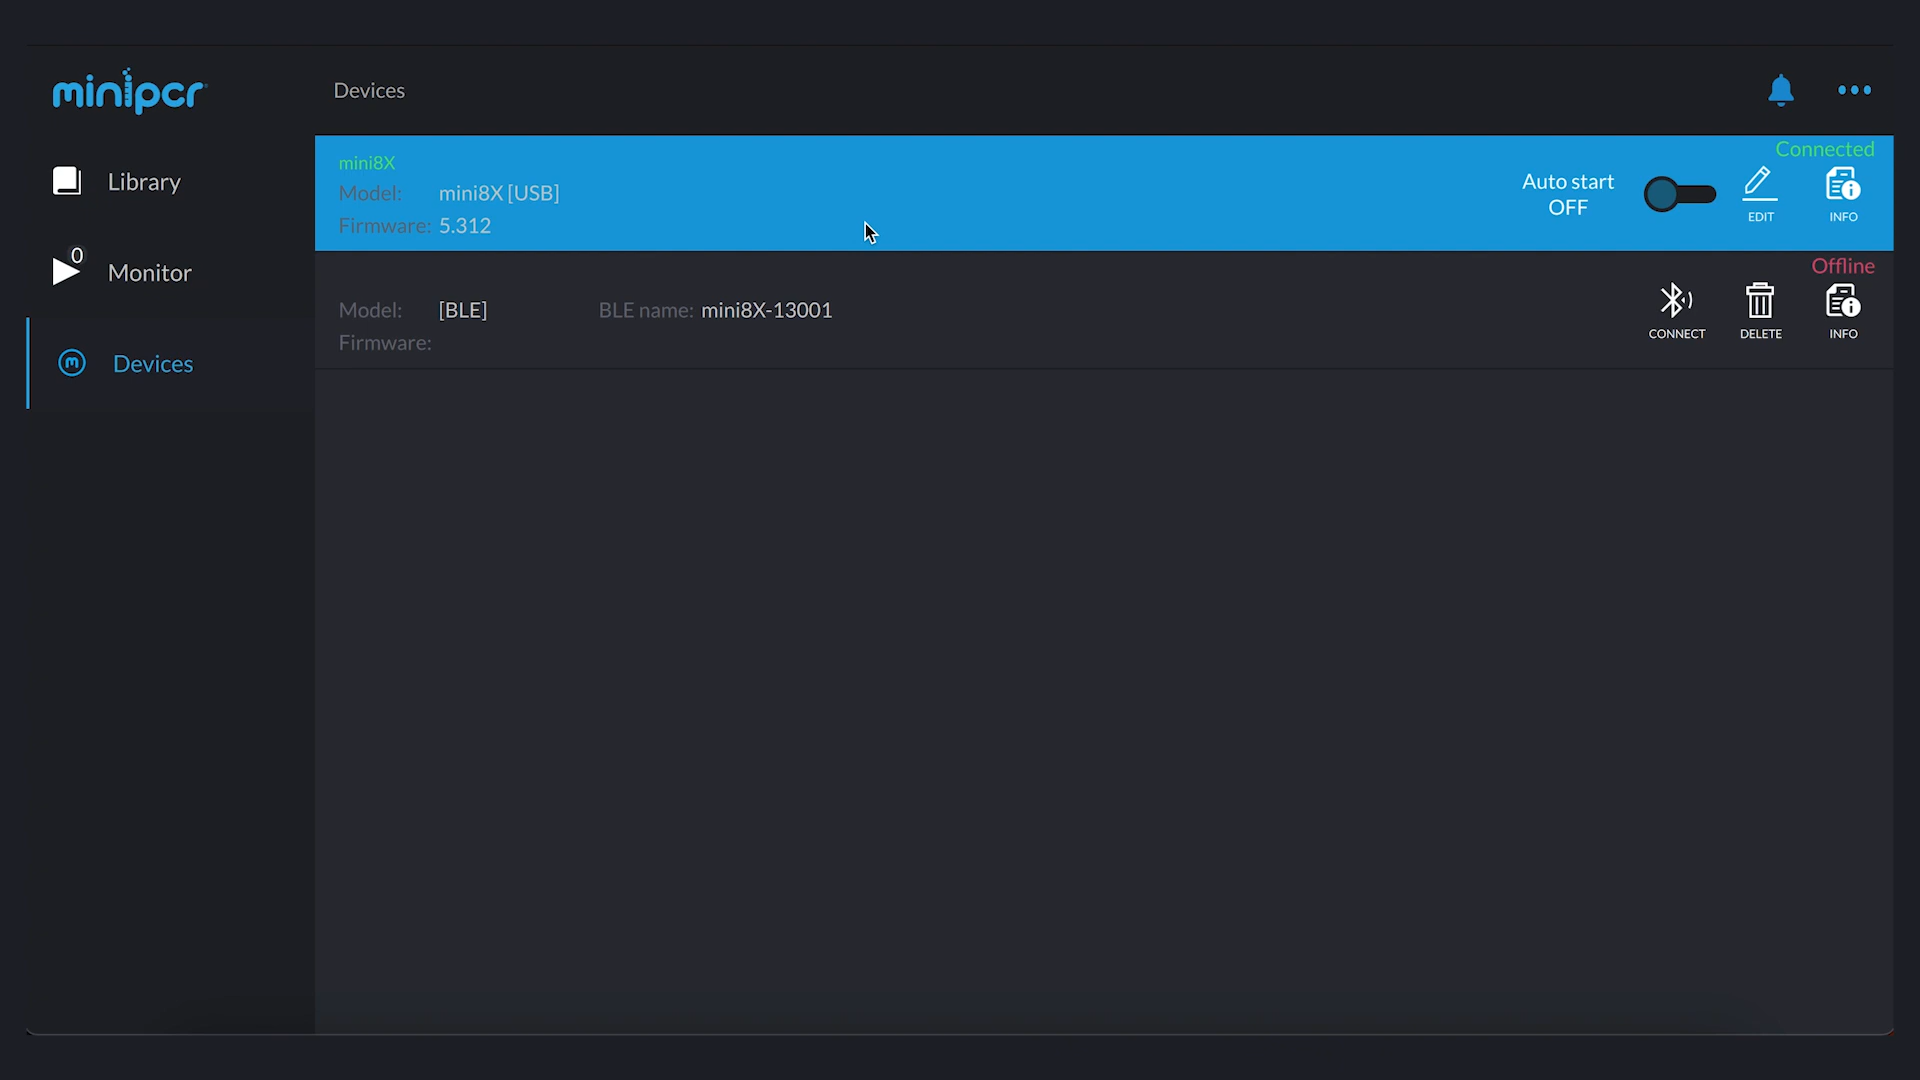 minipcr
Devices
Library
0
Monitor
Devices
mini8X
Model: mini8X [USB]
Firmware: 5.312
Connected
Auto start
OFF
EDIT
INFO
Offline
Model: [BLE] BLE name: mini8X-13001
Firmware:
CONNECT
DELETE
INFO